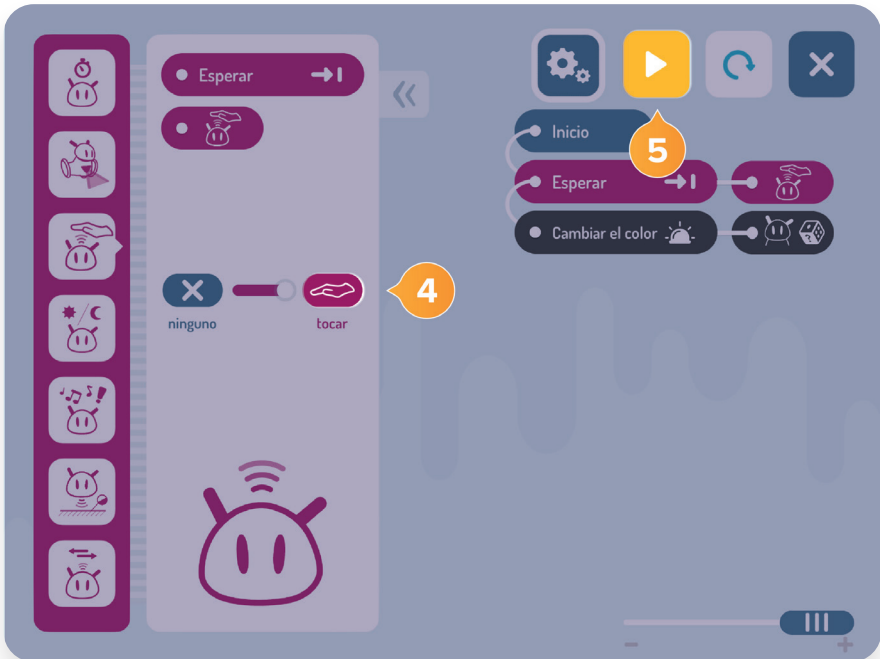 Esperar
ninguno
tocar
4
5
Inicio
Esperar
Cambiar el color
- +